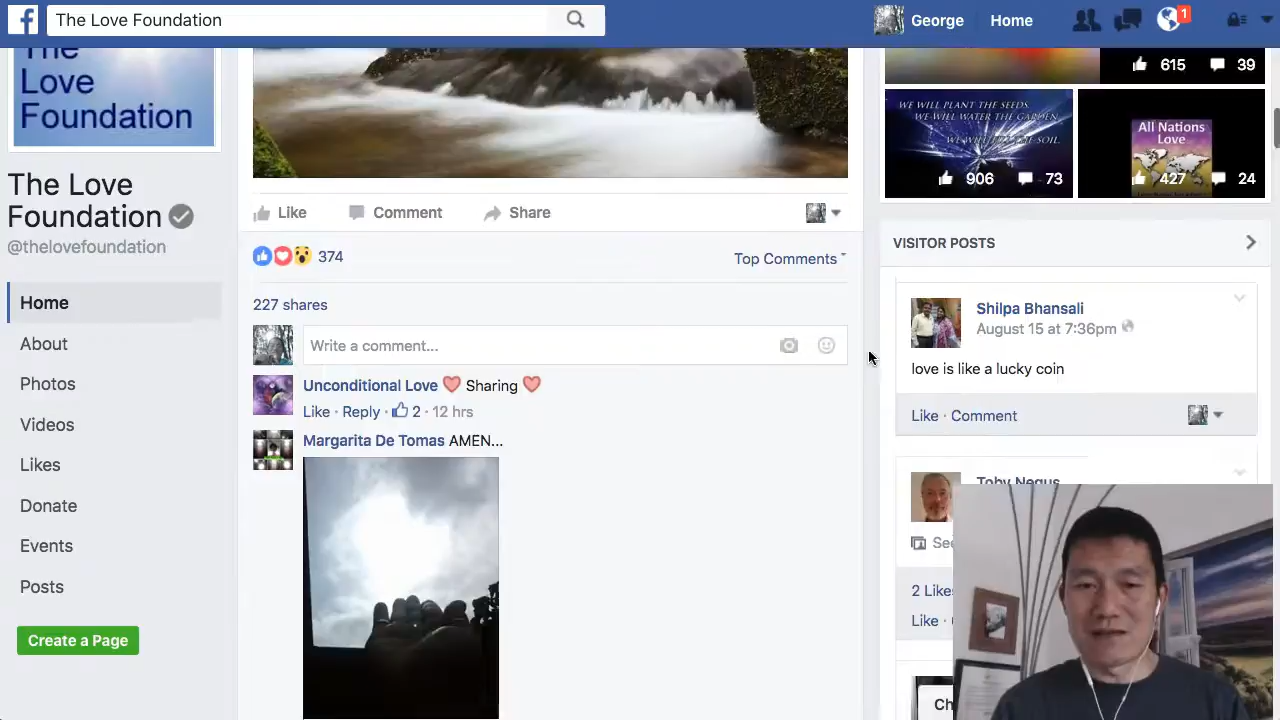 The Love Foundation
George
Home
1
The
Love
Foundation
The Love
Foundation
@thelovefoundation
Home
About
Photos
Videos
Likes
Donate
Events
Posts
Create a Page
Like
Comment
Share
374
Top Comments
227 shares
Write a comment...
Unconditional Love Sharing
Like · Reply · 2 · 12 hrs
Margarita De Tomas AMEN...
615 39
WE WILL PLANT THE SEEDS.
WE WILL WATER THE GARDEN
THE SOIL.
906 73
All Nations
Love
427 24
VISITOR POSTS
Shilpa Bhansali
August 15 at 7:36pm
love is like a lucky coin
Like · Comment
Toby Negus
2 Likes
Like ·